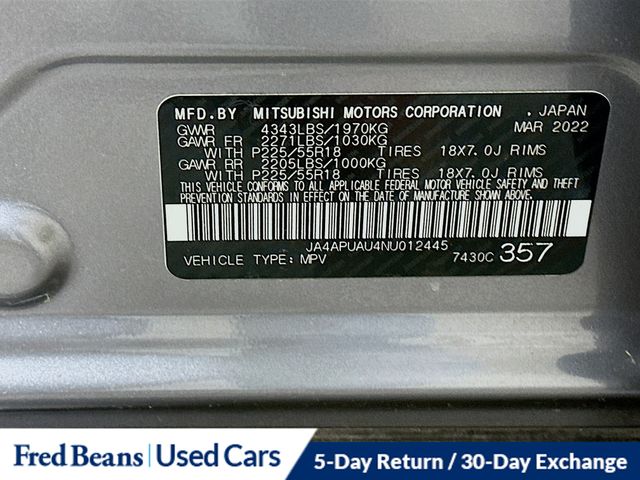 MFD.BY MITSUBISHI MOTORS CORPORATION . JAPAN
GVWR 4343LBS/1970KG MAR 2022
GAWR FR 2271LBS/1030KG
WITH P225/55R18 TIRES 18X7.0J RIMS
GAWR RR 2205LBS/1000KG
WITH P225/55R18 TIRES 18X7.0J RIMS
THIS VEHICLE CONFORMS TO ALL APPLICABLE FEDERAL MOTOR VEHICLE SAFETY AND THEFT
PREVENTION STANDARDS IN EFFECT ON THE DATE OF MANUFACTURE SHOWN ABOVE.
JA4APUAU4NU012445
VEHICLE TYPE:MPV 7430C 357
Fred Beans | Used Cars 5-Day Return / 30-Day Exchange